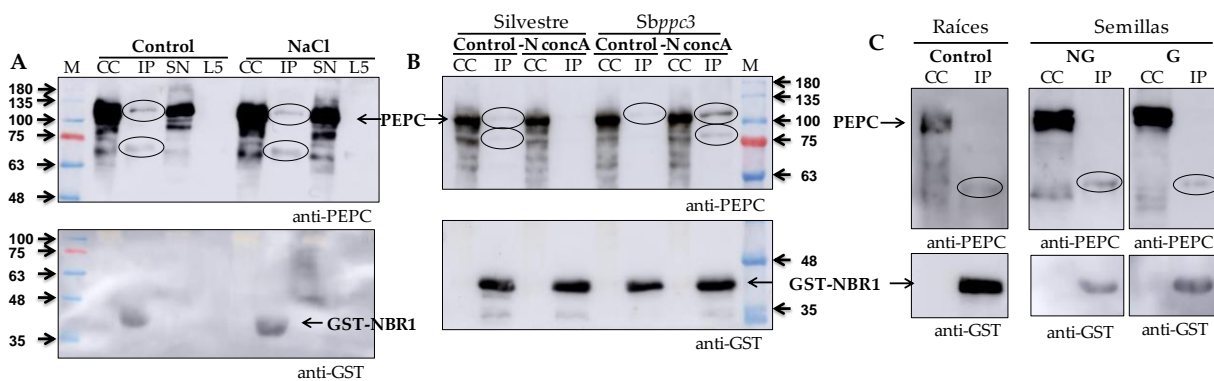 A
Control NaCl
M CC IP SN L5 CC IP SN L5
180
135
100
75
63
48
PEPC
anti-PEPC
100
75
63
48
35
GST-NBR1
anti-GST
B
Silvestre Sbppc3
Control -N concA Control -N concA
CC IP CC IP CC IP CC IP M
180
135
100
75
63
anti-PEPC
48
35
GST-NBR1
anti-GST
C
Raíces Semillas
Control NG G
CC IP CC IP CC IP
PEPC
anti-PEPC anti-PEPC anti-PEPC
anti-GST anti-GST anti-GST